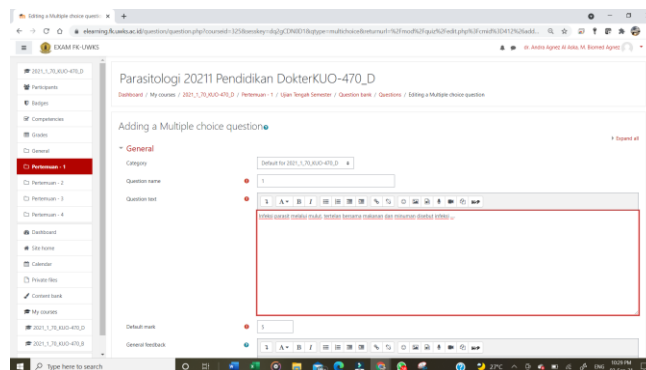 Editing a Multiple choice questi
elearning.fk.uwks.ac.id/question/question.php?courseid=325&sesskey=dq2gCDN0D1&qtype=multichoice&returnurl=%2Fmod%2Fquiz%2Fedit.php%3Fcmid%3D412%26add...
EXAM FK-UWKS
dr. Andra Agnez Al Aska, M. Biomed Agnez
2021_1_70_KUO-470_D
Participants
Badges
Competencies
Grades
General
Pertemuan - 1
Pertemuan - 2
Pertemuan - 3
Pertemuan - 4
Dashboard
Site home
Calendar
Private files
Content bank
My courses
2021_1_70_KUO-470_D
2021_1_70_KUO-470_B
Parasitologi 20211 Pendidikan DokterKUO-470_D
Dashboard / My courses / 2021_1_70_KUO-470_D / Pertemuan - 1 / Ujian Tengah Semester / Question bank / Questions / Editing a Multiple choice question
Adding a Multiple choice question
Expand all
General
Category
Default for 2021_1_70_KUO-470_D
Question name
1
Question text
Infeksi parasit melalui mulut, tertelan bersama makanan dan minuman disebut infeksi ...
Default mark
1
General feedback
Type here to search
27°C
ENG
10:29 PM